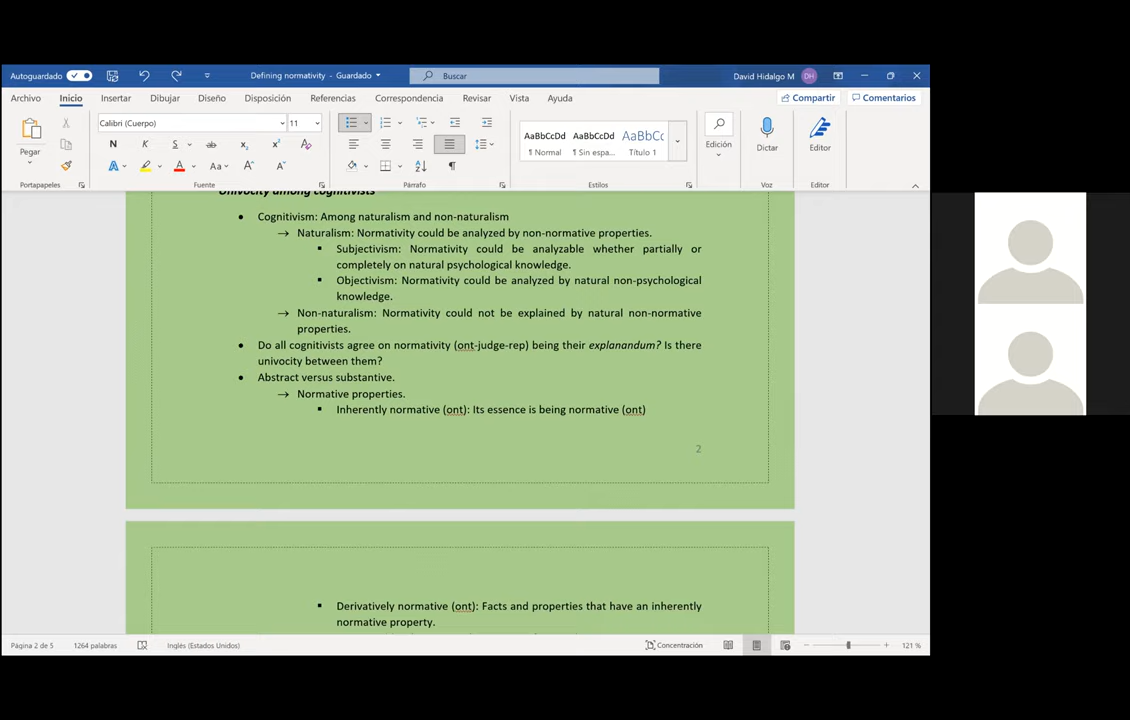 Autoguardado
Defining normativity - Guardado
Buscar
David Hidalgo M
DH
Archivo
Inicio
Insertar
Dibujar
Diseño
Disposición
Referencias
Correspondencia
Revisar
Vista
Ayuda
Compartir
Comentarios
Pegar
Portapapeles
Calibri (Cuerpo)
11
N K S ab x₂ x²
A A Aa A A
Fuente
Párrafo
AaBbCcDd AaBbCcDd AaBbCc
¶ Normal ¶ Sin espa... Título 1
Estilos
Edición
Dictar
Voz
Editor
Editor
Univocity among cognitivists
• Cognitivism: Among naturalism and non-naturalism
→ Naturalism: Normativity could be analyzed by non-normative properties.
▪ Subjectivism: Normativity could be analyzable whether partially or
completely on natural psychological knowledge.
▪ Objectivism: Normativity could be analyzed by natural non-psychological
knowledge.
→ Non-naturalism: Normativity could not be explained by natural non-normative
properties.
• Do all cognitivists agree on normativity (ont-judge-rep) being their explanandum? Is there
univocity between them?
• Abstract versus substantive.
→ Normative properties.
▪ Inherently normative (ont): Its essence is being normative (ont)
2
▪ Derivatively normative (ont): Facts and properties that have an inherently
normative property.
Página 2 de 5
1264 palabras
Inglés (Estados Unidos)
Concentración
121 %